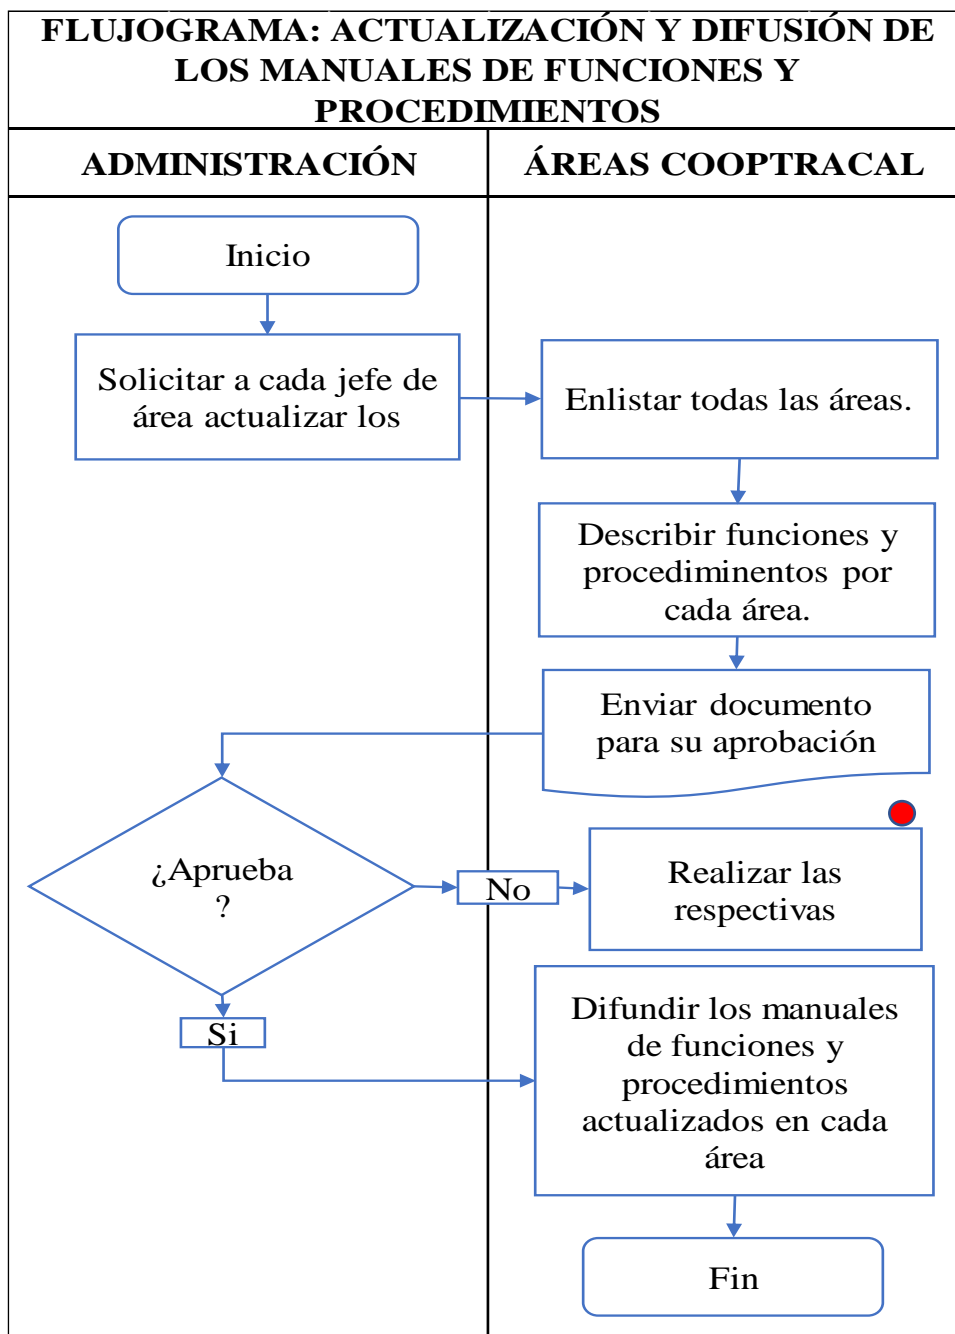 FLUJOGRAMA: ACTUALIZACIÓN Y DIFUSIÓN DE
LOS MANUALES DE FUNCIONES Y
PROCEDIMIENTOS
ADMINISTRACIÓN
ÁREAS COOPTRACAL
Inicio
Solicitar a cada jefe de
área actualizar los
Enlistar todas las áreas.
Describir funciones y
procediminentos por
cada área.
Enviar documento
para su aprobación
¿Aprueba
?
No
Realizar las
respectivas
Si
Difundir los manuales
de funciones y
procedimientos
actualizados en cada
área
Fin